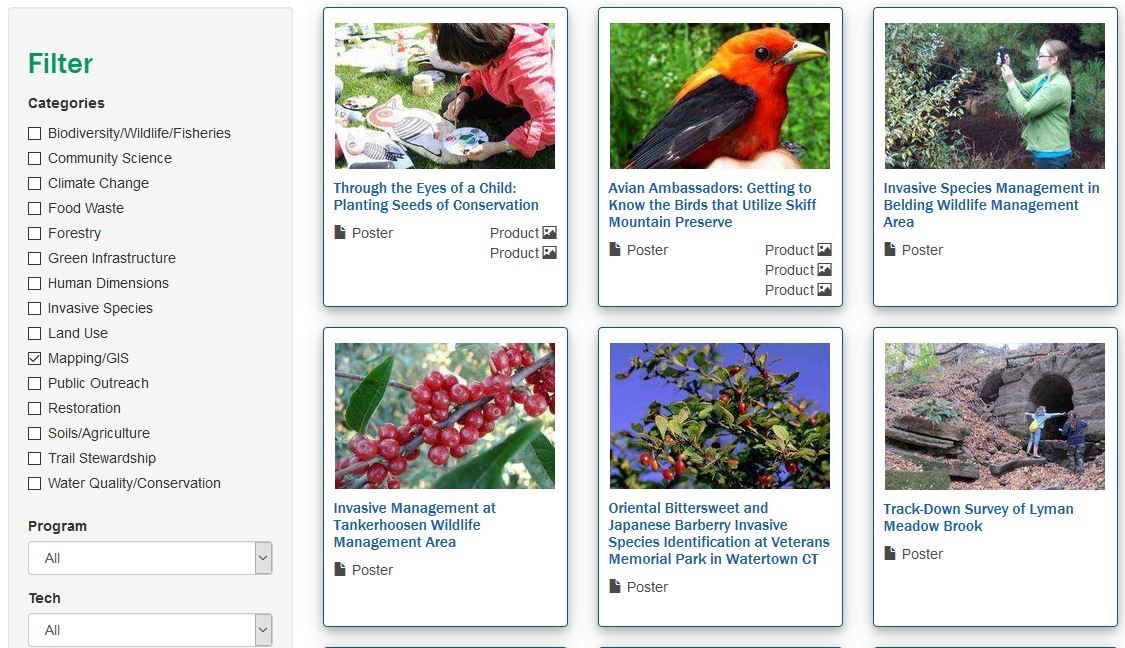 Filter
Categories
Biodiversity/Wildlife/Fisheries
Community Science
Climate Change
Food Waste
Forestry
Green Infrastructure
Human Dimensions
Invasive Species
Land Use
Mapping/GIS
Public Outreach
Restoration
Soils/Agriculture
Trail Stewardship
Water Quality/Conservation
Program
All
Tech
All
Through the Eyes of a Child:
Planting Seeds of Conservation
Poster
Product
Product
Avian Ambassadors: Getting to
Know the Birds that Utilize Skiff
Mountain Preserve
Poster
Product
Product
Product
Invasive Species Management in
Belding Wildlife Management
Area
Poster
Invasive Management at
Tankerhoosen Wildlife
Management Area
Poster
Oriental Bittersweet and
Japanese Barberry Invasive
Species Identification at Veterans
Memorial Park in Watertown CT
Poster
Track-Down Survey of Lyman
Meadow Brook
Poster